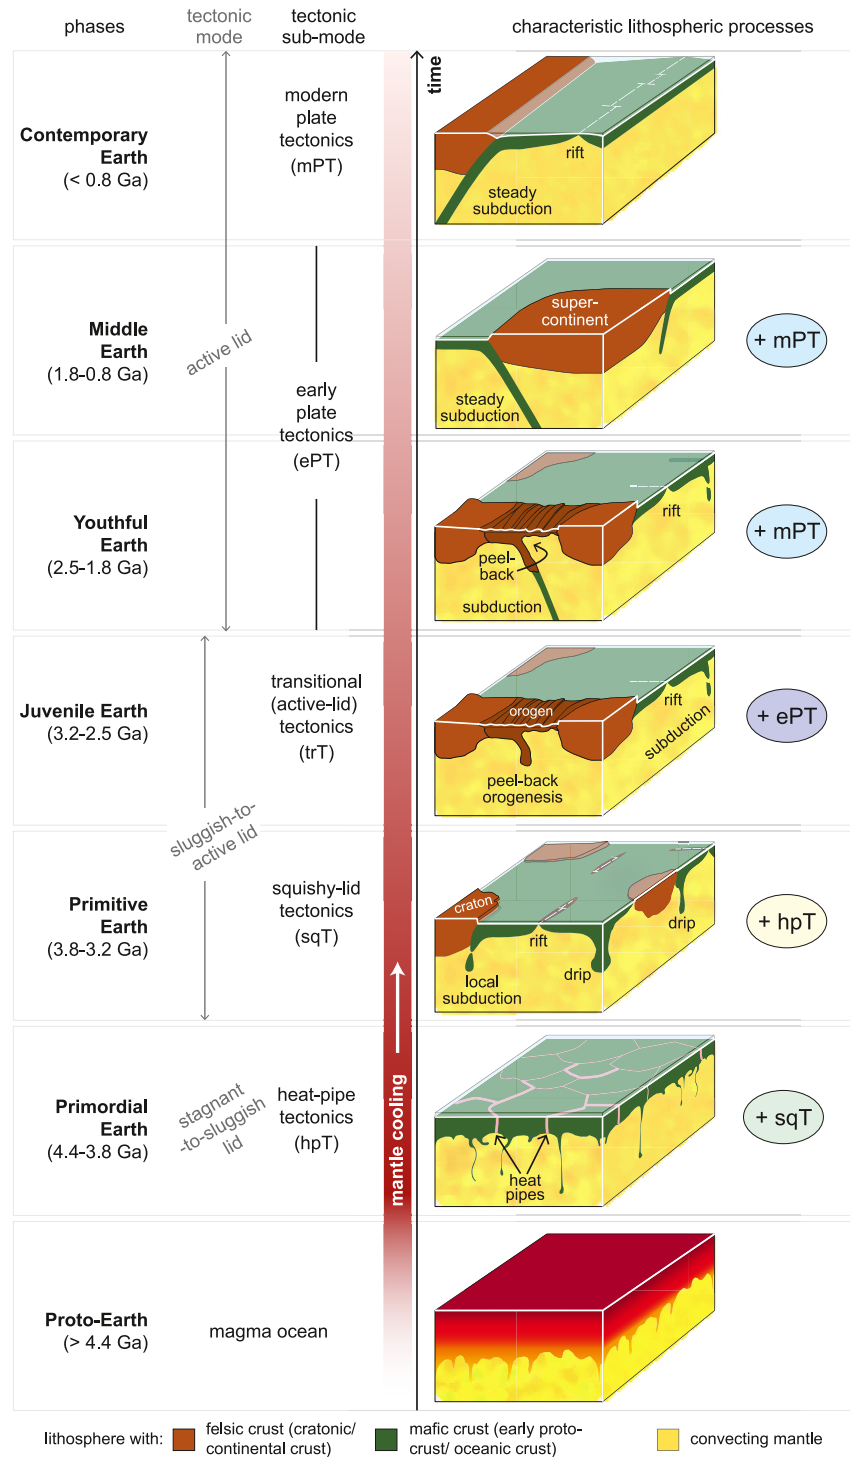 phases
tectonic
mode
tectonic
sub-mode
characteristic lithospheric processes
time
Contemporary
Earth
(< 0.8 Ga)
modern
plate
tectonics
(mPT)
rift
steady
subduction
active lid
Middle
Earth
(1.8-0.8 Ga)
early
plate
tectonics
(ePT)
super-
continent
steady
subduction
+ mPT
Youthful
Earth
(2.5-1.8 Ga)
rift
peel-
back
subduction
+ mPT
Juvenile Earth
(3.2-2.5 Ga)
transitional
(active-lid)
tectonics
(trT)
orogen
rift
subduction
peel-back
orogenesis
+ ePT
sluggish-to-
active lid
Primitive
Earth
(3.8-3.2 Ga)
squishy-lid
tectonics
(sqT)
craton
rift
drip
drip
local
subduction
+ hpT
mantle cooling
Primordial
Earth
(4.4-3.8 Ga)
stagnant
-to-sluggish
lid
heat-pipe
tectonics
(hpT)
heat
pipes
+ sqT
Proto-Earth
(> 4.4 Ga)
magma ocean
lithosphere with:
felsic crust (cratonic/
continental crust)
mafic crust (early proto-
crust/ oceanic crust)
convecting mantle